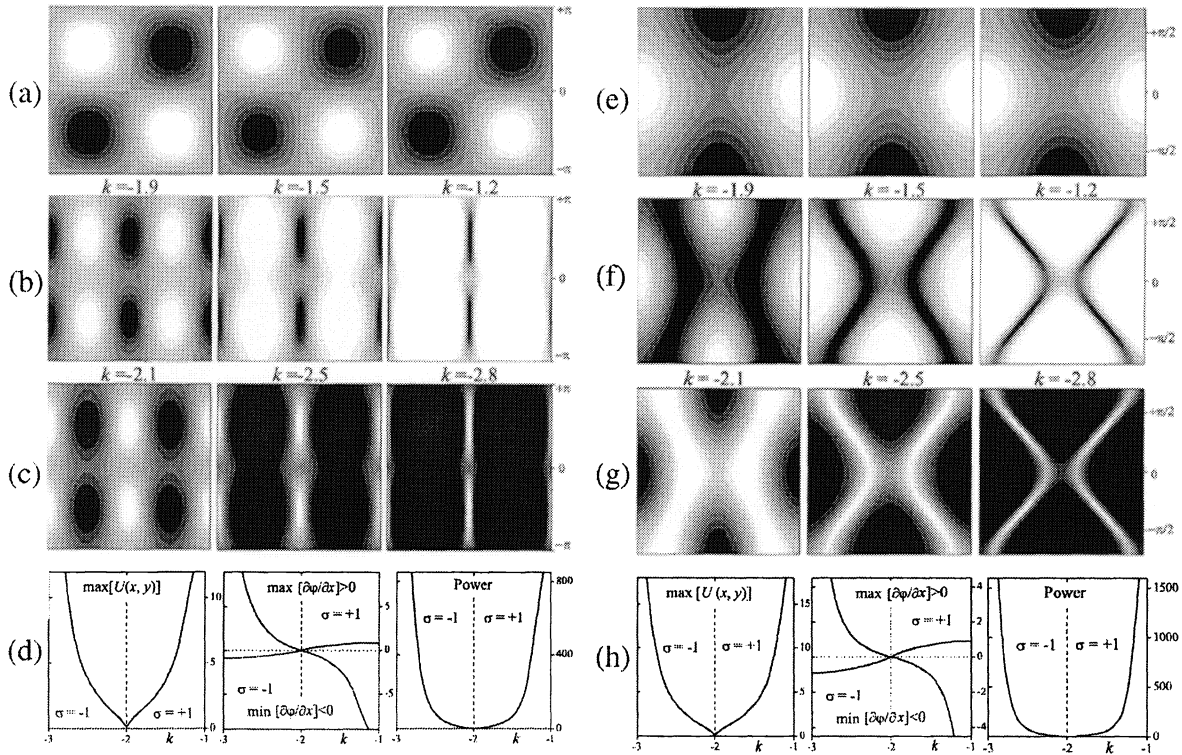 (a)
+π
0
−π
k =-1.9
k =-1.5
k =-1.2
(b)
+π
0
−π
k =-2.1
k =-2.5
k =-2.8
(c)
+π
0
−π
(d)
max[U(x, y)]
σ = -1
σ = +1
10
5
0
-3
-2
k
-1
max [∂φ/∂x]>0
σ = +1
σ = -1
min [∂φ/∂x]<0
5
0
-5
-3
-2
k
-1
Power
σ = -1
σ = +1
800
400
0
-3
-2
k
-1
(e)
+π/2
0
−π/2
k =-1.9
k =-1.5
k =-1.2
(f)
+π/2
0
−π/2
k =-2.1
k =-2.5
k =-2.8
(g)
+π/2
0
−π/2
(h)
max [U(x, y)]
σ = -1
σ = +1
15
10
5
0
-3
-2
k
-1
max [∂φ/∂x]>0
σ = +1
σ = -1
min [∂φ/∂x]<0
4
0
-4
-3
-2
k
-1
Power
σ = -1
σ = +1
1500
1000
500
0
-3
-2
k
-1